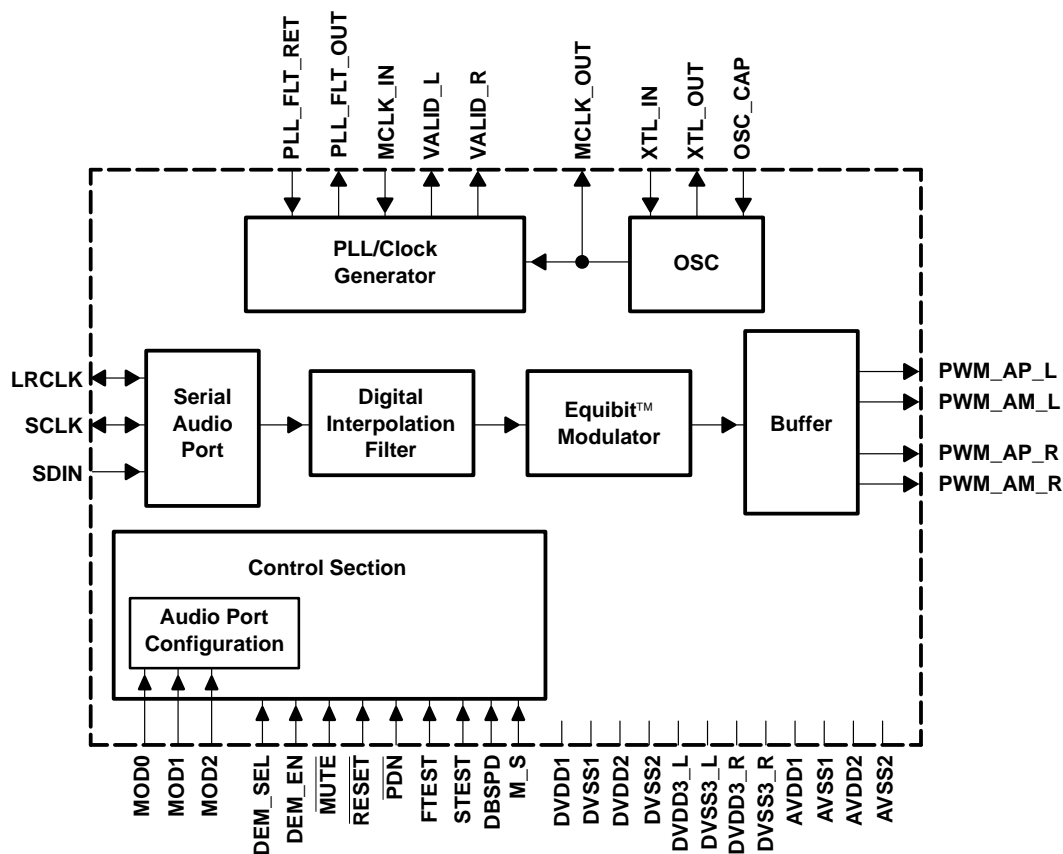 PLL_FLT_RET
PLL_FLT_OUT
MCLK_IN
VALID_L
VALID_R
MCLK_OUT
XTL_IN
XTL_OUT
OSC_CAP
PLL/Clock
Generator
OSC
LRCLK
SCLK
SDIN
Serial
Audio
Port
Digital
Interpolation
Filter
Equibit™
Modulator
Buffer
PWM_AP_L
PWM_AM_L
PWM_AP_R
PWM_AM_R
Control Section
Audio Port
Configuration
MOD0
MOD1
MOD2
DEM_SEL
DEM_EN
MUTE
RESET
PDN
FTEST
STEST
DBSPD
M_S
DVDD1
DVSS1
DVDD2
DVSS2
DVDD3_L
DVSS3_L
DVDD3_R
DVSS3_R
AVDD1
AVSS1
AVDD2
AVSS2